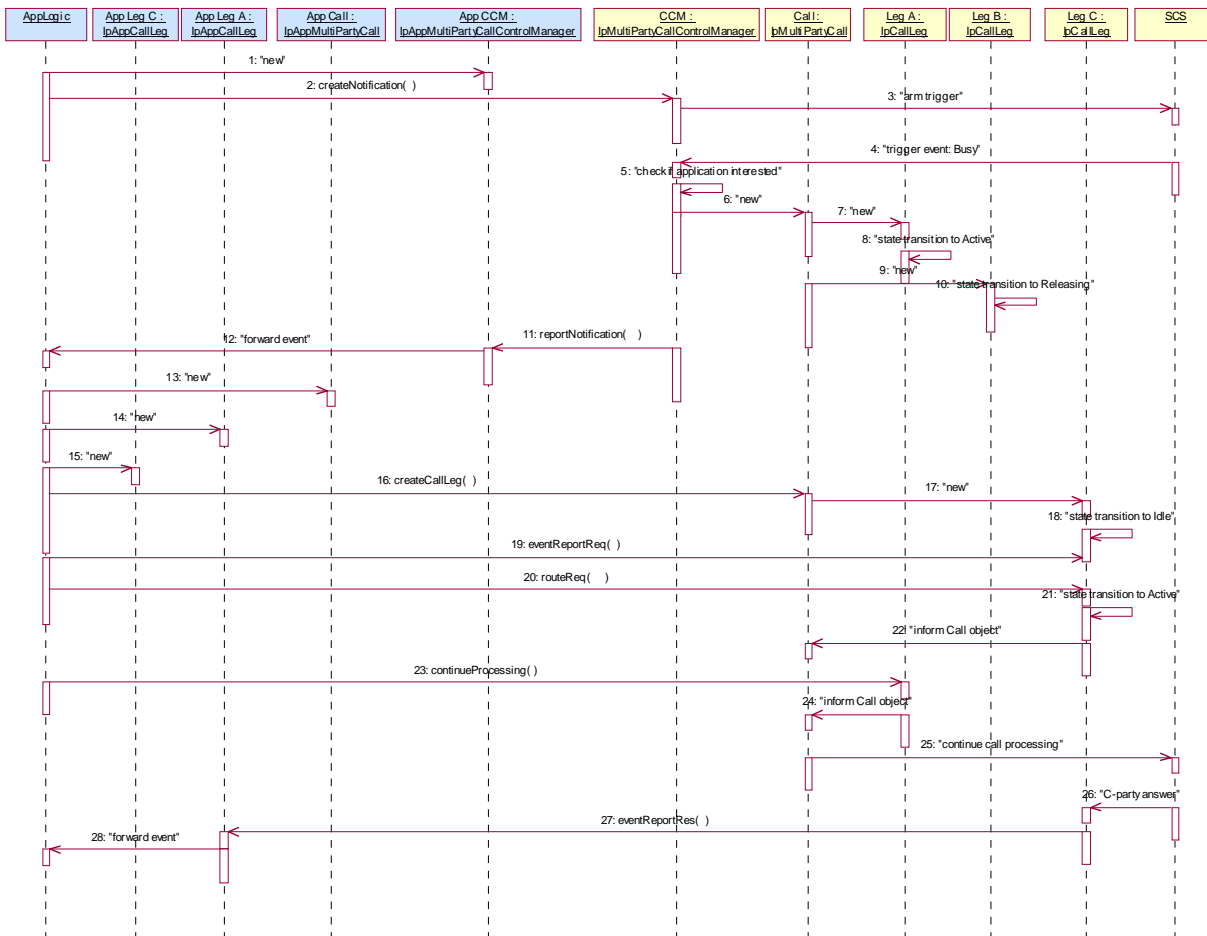 AppLogic
App Leg C :
IpAppCallLeg
App Leg A :
IpAppCallLeg
App Call :
IpAppMultiPartyCall
App CCM :
IpAppMultiPartyCallControlManager
CCM :
IpMultiPartyCallControlManager
Call:
IpMultiPartyCall
Leg A :
IpCallLeg
Leg B :
IpCallLeg
Leg C :
IpCallLeg
SCS
1: "new"
2: createNotification( )
3: "arm trigger"
4: "trigger event: Busy"
5: "check if application interested"
6: "new"
7: "new"
8: "state transition to Active"
9: "new"
10: "state transition to Releasing"
11: reportNotification( )
12: "forward event"
13: "new"
14: "new"
15: "new"
16: createCallLeg( )
17: "new"
18: "state transition to Idle"
19: eventReportReq( )
20: routeReq( )
21: "state transition to Active"
22: "inform Call object"
23: continueProcessing( )
24: "inform Call object"
25: "continue call processing"
26: "C-party answer"
27: eventReportRes( )
28: "forward event"